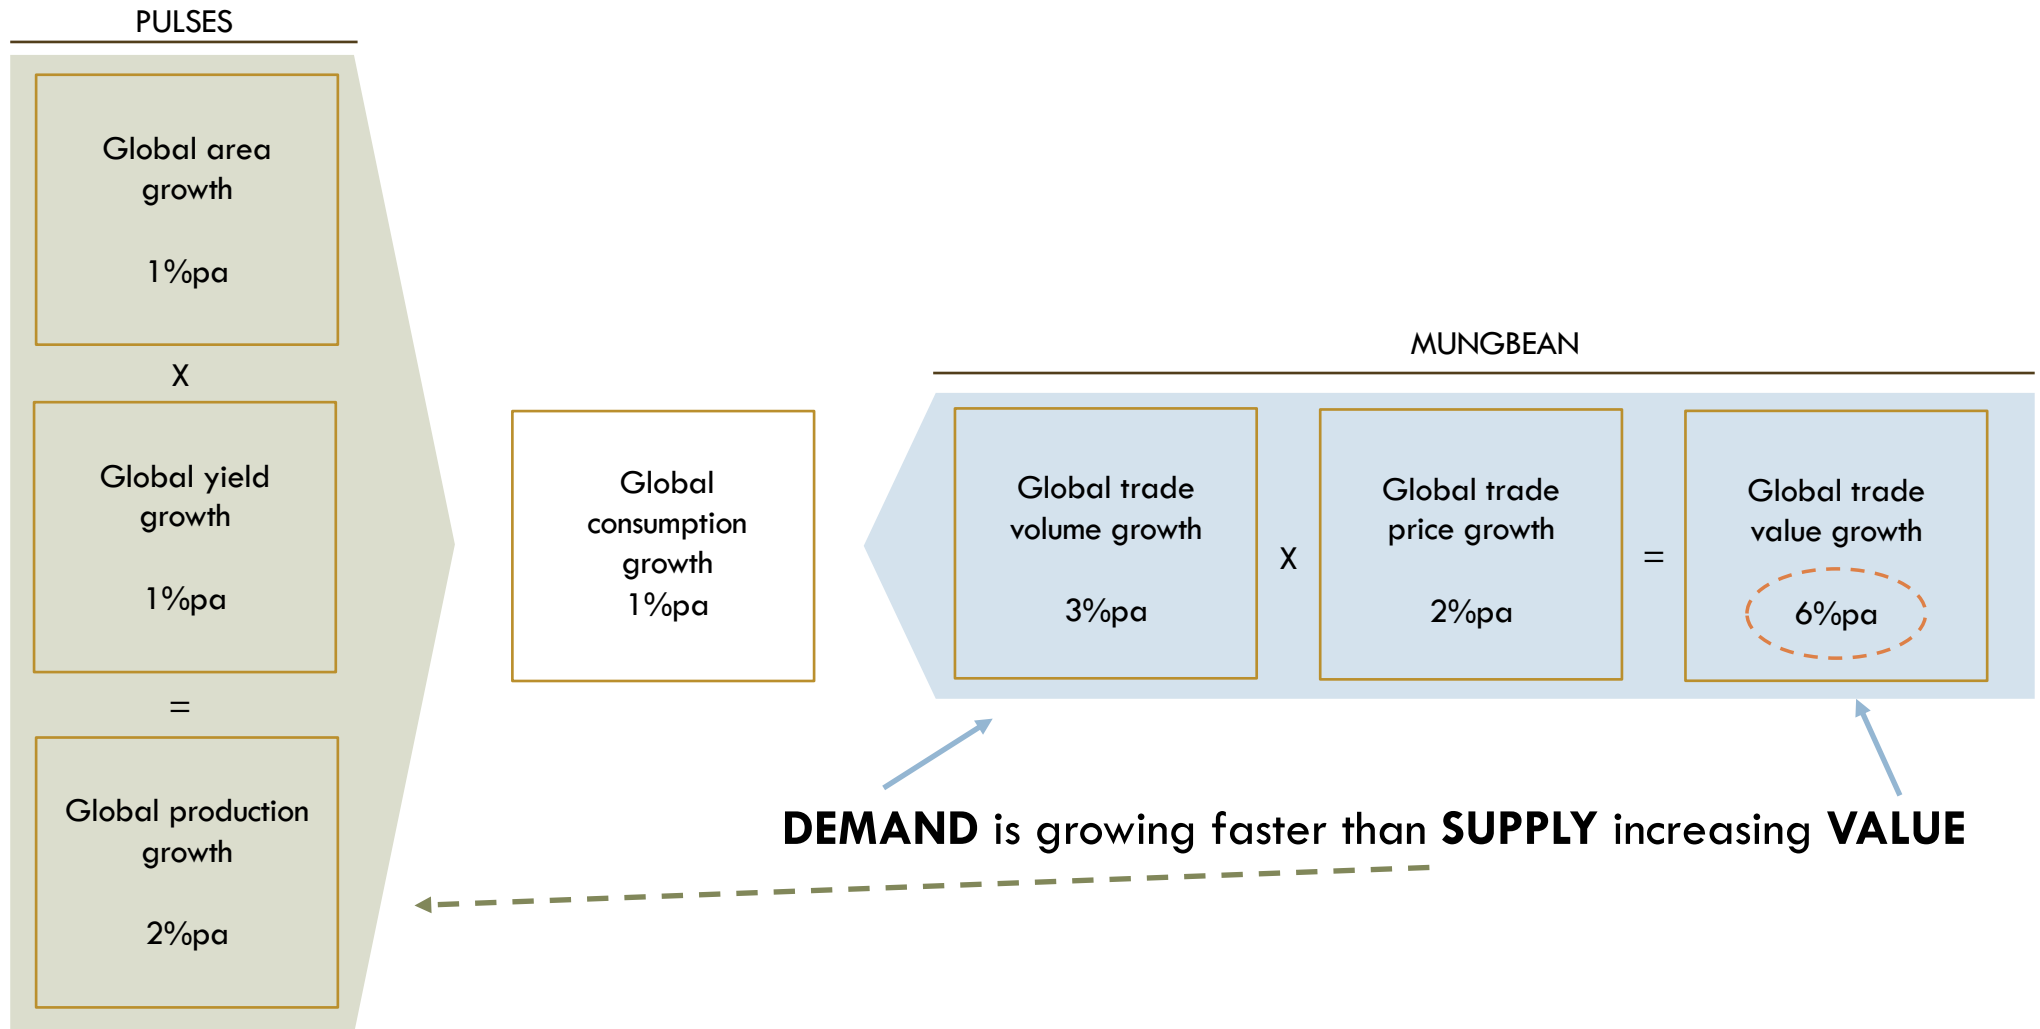 PULSES
Global area
growth
1%pa
X
Global yield
growth
1%pa
=
Global production
growth
2%pa
Global
consumption
growth
1%pa
MUNGBEAN
Global trade
volume growth
3%pa
X
Global trade
price growth
2%pa
=
Global trade
value growth
6%pa
DEMAND is growing faster than SUPPLY increasing VALUE